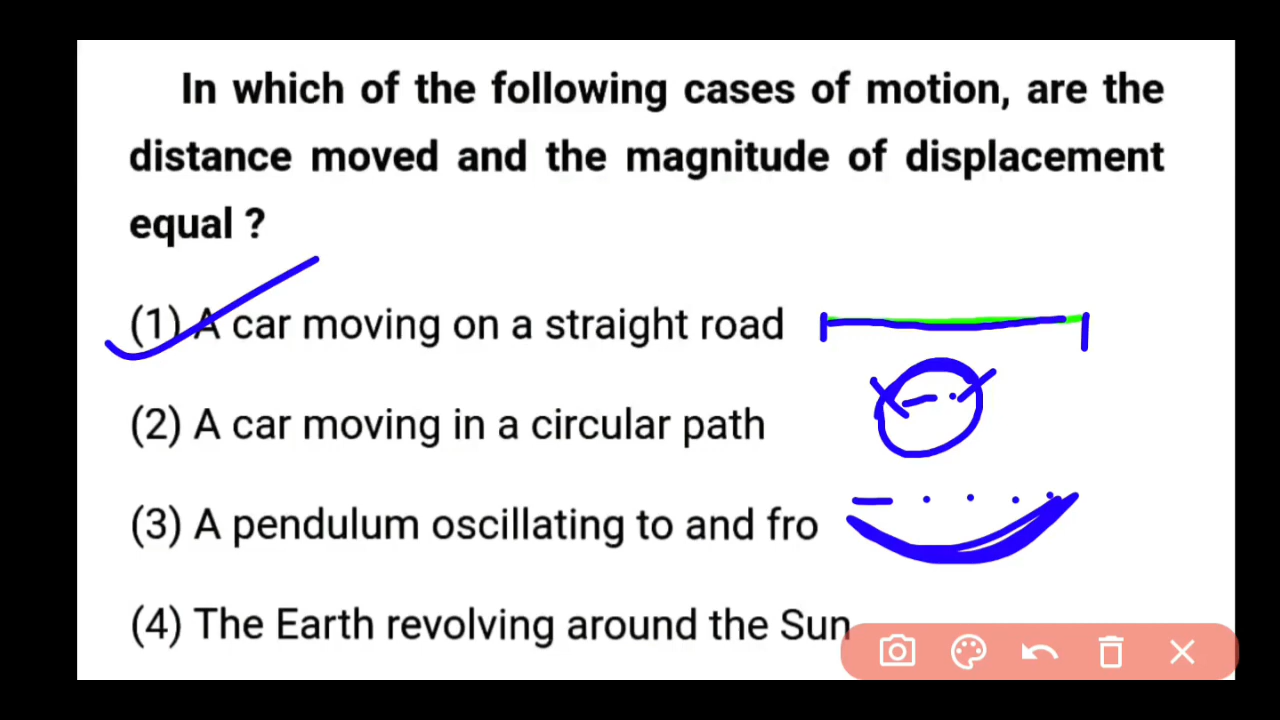 In which of the following cases of motion, are the
distance moved and the magnitude of displacement
equal ?
(1) A car moving on a straight road
(2) A car moving in a circular path
(3) A pendulum oscillating to and fro
(4) The Earth revolving around the Sun